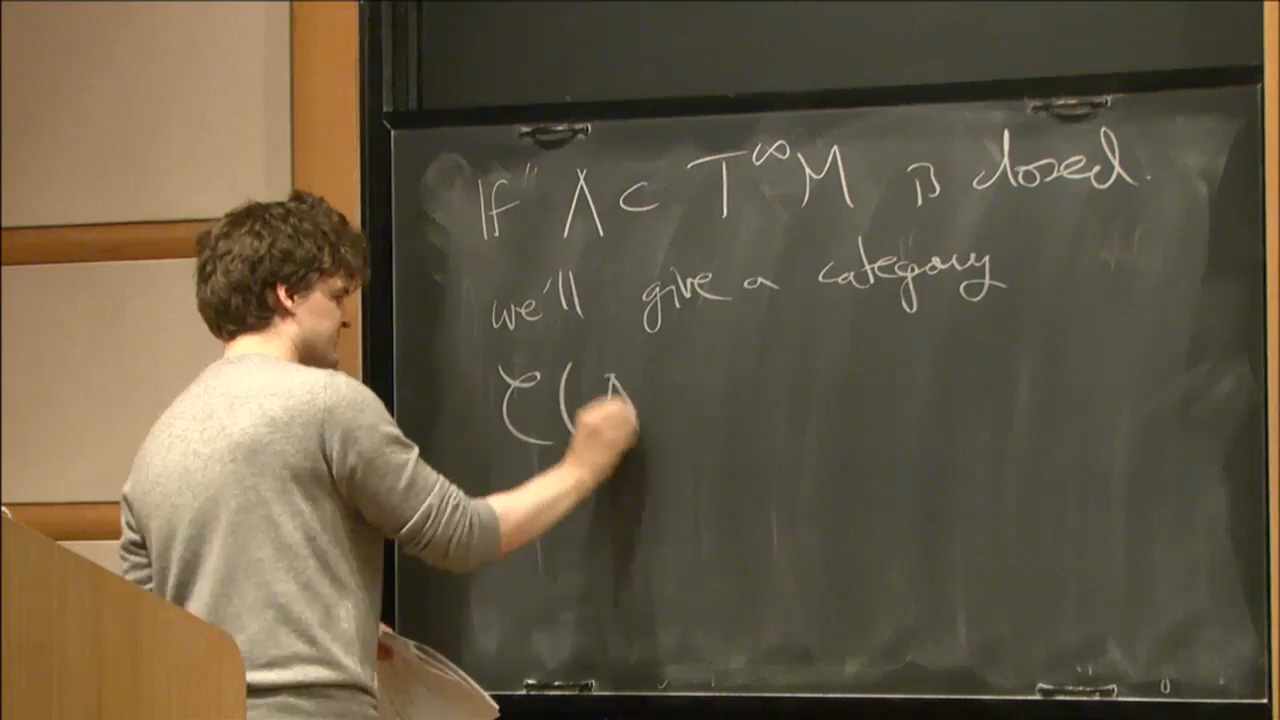 If Λ ⊂ T^∞ M is closed.
we'll give a category
𝒞(Λ